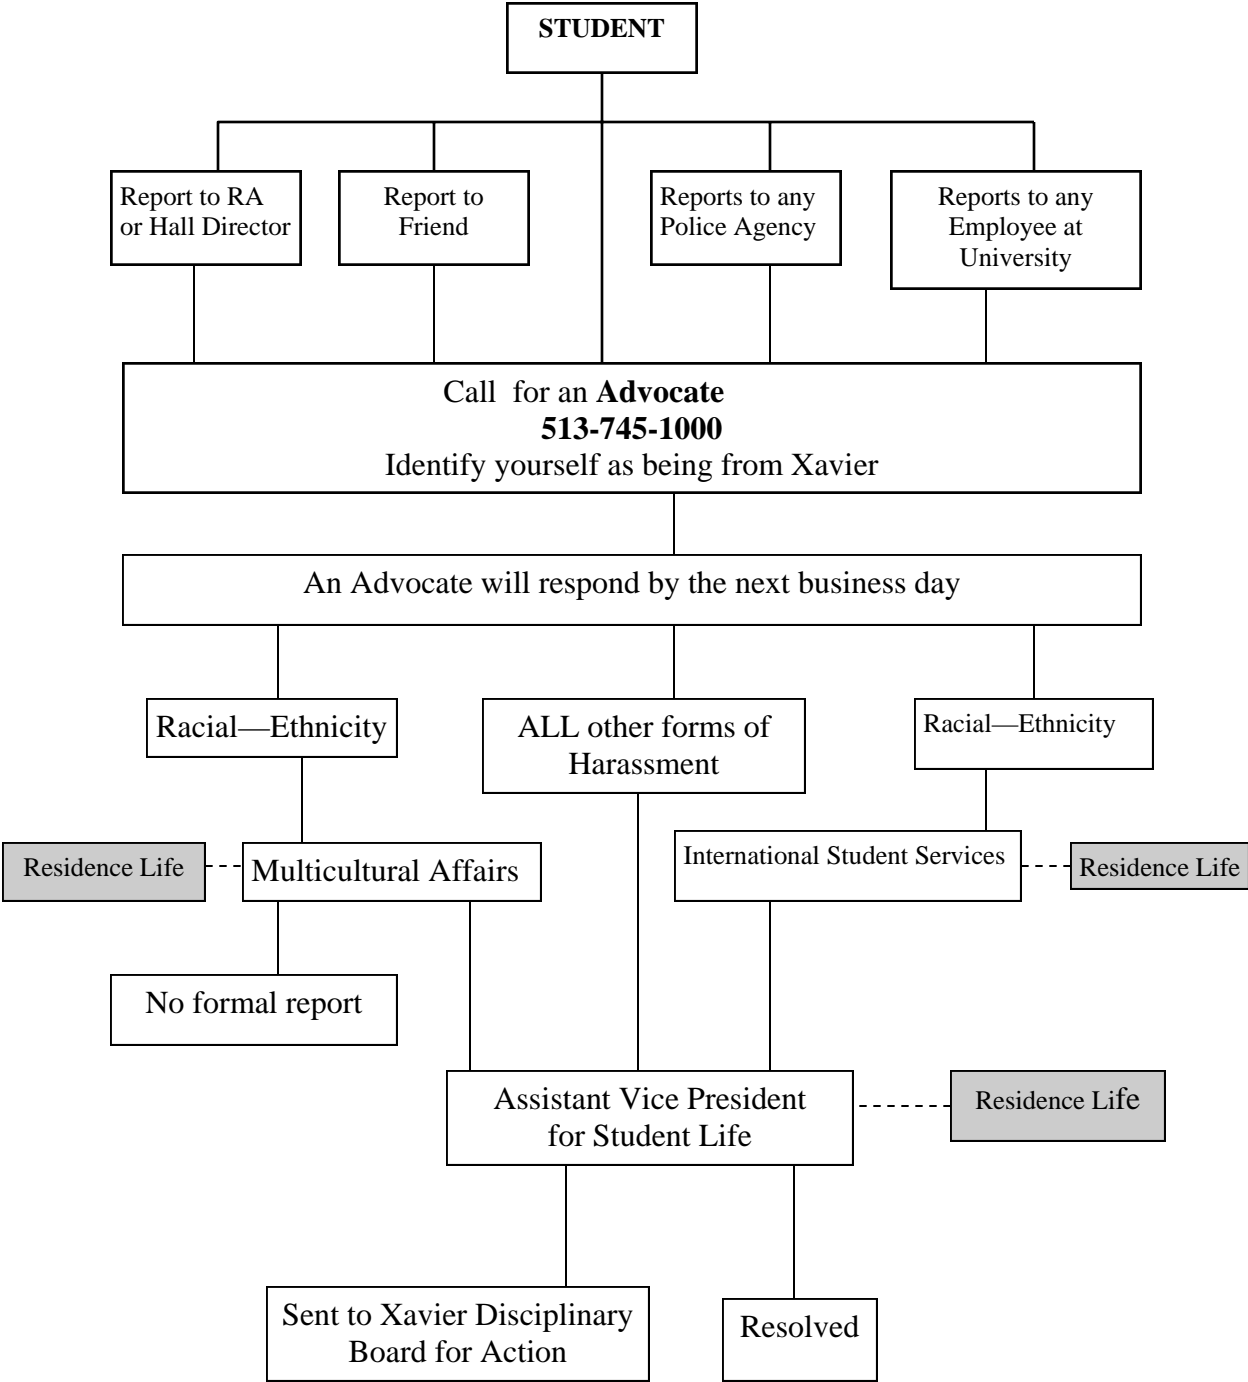 STUDENT
Report to RA
or Hall Director
Report to
Friend
Reports to any
Police Agency
Reports to any
Employee at
University
Call for an Advocate
513-745-1000
Identify yourself as being from Xavier
An Advocate will respond by the next business day
Racial—Ethnicity
ALL other forms of
Harassment
Racial—Ethnicity
Residence Life
Multicultural Affairs
International Student Services
Residence Life
No formal report
Assistant Vice President
for Student Life
Residence Life
Sent to Xavier Disciplinary
Board for Action
Resolved